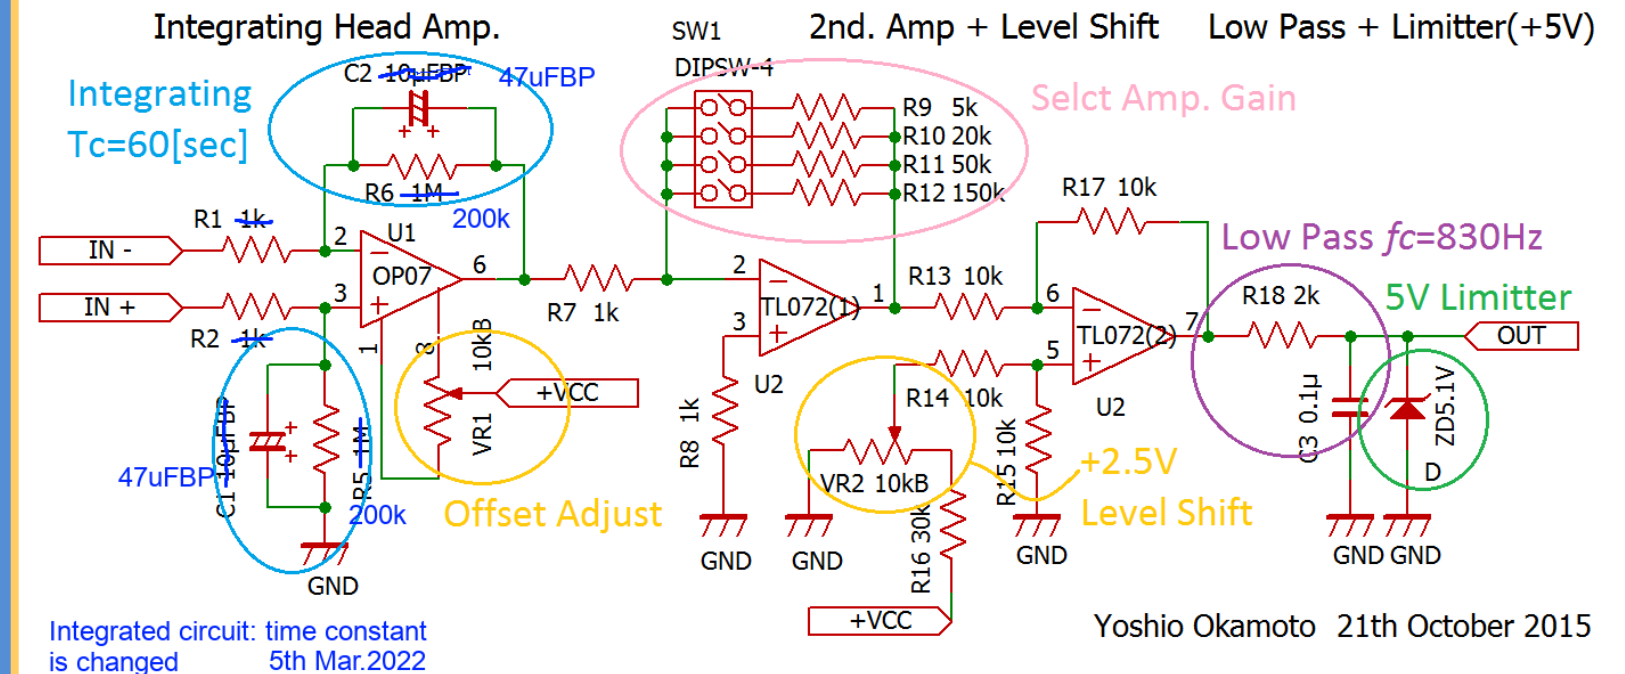 Integrating Head Amp.
SW1
DIPSW-4
2nd. Amp + Level Shift
Low Pass + Limitter(+5V)
C2 10µFBP
47uFBP
Integrating
Tc=60[sec]
Selct Amp. Gain
R9 5k
R10 20k
R11 50k
R12 150k
R6 1M
200k
R17 10k
R1 1k
IN -
2
U1
OP07
6
IN +
3
R2 1k
1
8
10kB
VR1
+VCC
R7 1k
2
TL072(1)
1
3
U2
R8 1k
R13 10k
6
TL072(2)
7
5
U2
R14 10k
Low Pass fc=830Hz
R18 2k
5V Limitter
OUT
C3 0.1µ
ZD5.1V
D
C1 10µFBP
47uFBP
R5 1M
200k
Offset Adjust
VR2 10kB
R15 10k
+2.5V
Level Shift
R16 30k
GND
GND
GND
GND
GND
GND
+VCC
Integrated circuit: time constant
is changed 5th Mar.2022
Yoshio Okamoto 21th October 2015